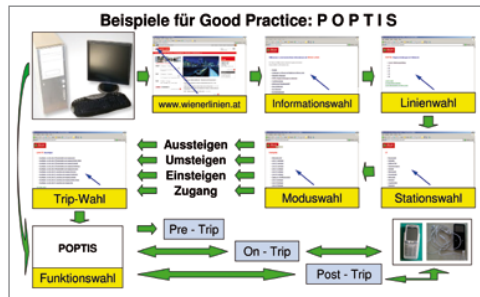 Beispiele für Good Practice: P O P T I S
www.wienerlinien.at
Informationswahl
Linienwahl
Aussteigen
Umsteigen
Einsteigen
Zugang
Trip-Wahl
Moduswahl
Stationswahl
POPTIS
Funktionswahl
Pre - Trip
On - Trip
Post - Trip